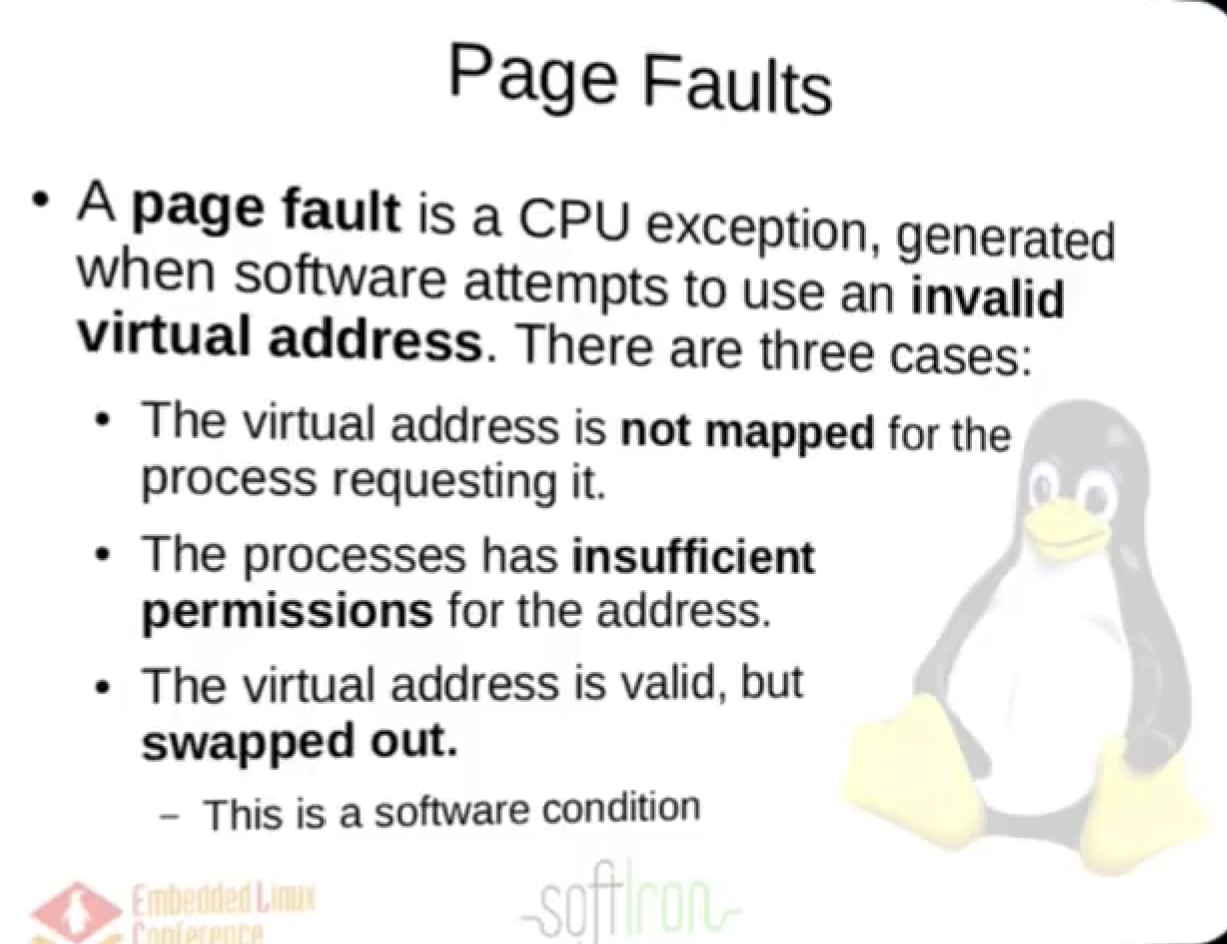 Page Faults
• A page fault is a CPU exception, generated
when software attempts to use an invalid
virtual address. There are three cases:
• The virtual address is not mapped for the
process requesting it.
• The processes has insufficient
permissions for the address.
• The virtual address is valid, but
swapped out.
– This is a software condition
Embedded Linux
Conference
softIron